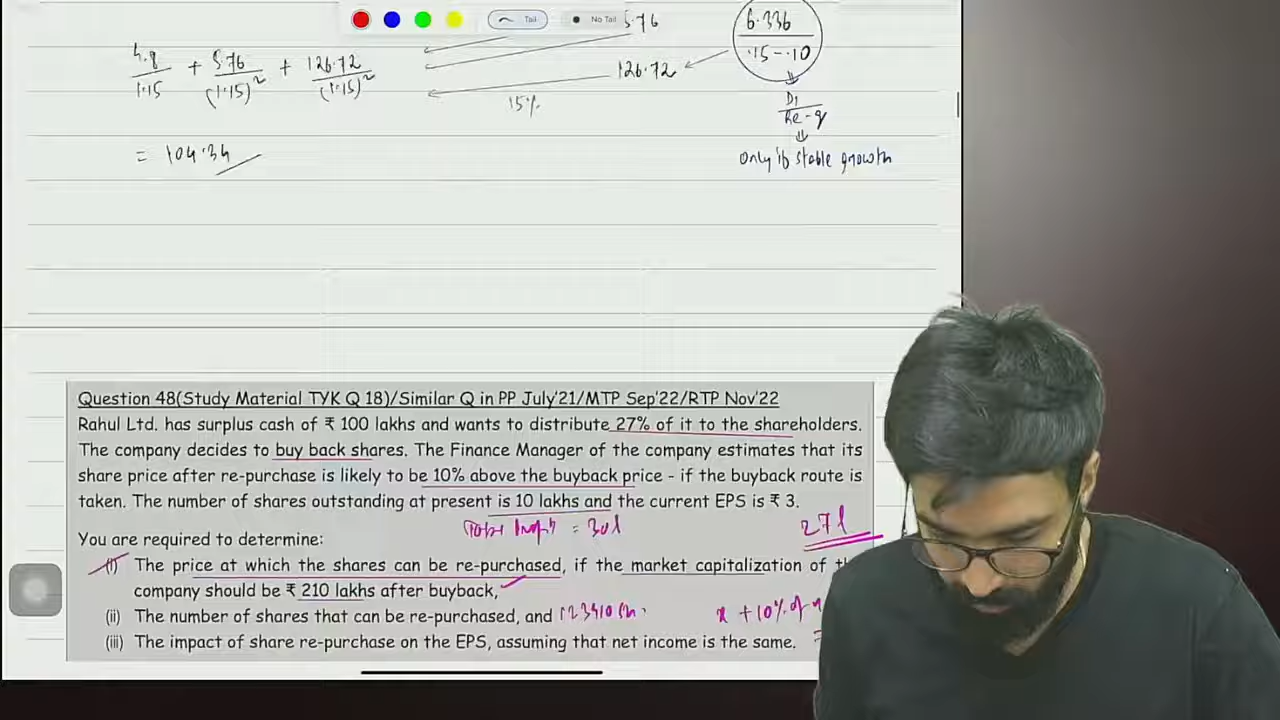 Tail
No Tail
5.76
6.336
.15-.10
4.8 + 5.76 + 126.72
1.15 (1.15)² (1.15)²
126.72
15%
D1
Ke-g
= 104.34
Only if stable growth
Question 48(Study Material TYK Q 18)/Similar Q in PP July'21/MTP Sep'22/RTP Nov'22
Rahul Ltd. has surplus cash of ₹ 100 lakhs and wants to distribute 27% of it to the shareholders.
The company decides to buy back shares. The Finance Manager of the company estimates that its
share price after re-purchase is likely to be 10% above the buyback price - if the buyback route is
taken. The number of shares outstanding at present is 10 lakhs and the current EPS is ₹ 3.
= 30l
27l
You are required to determine:
(i) The price at which the shares can be re-purchased, if the market capitalization of
company should be ₹ 210 lakhs after buyback,
(ii) The number of shares that can be re-purchased, and
x + 10% of x
(iii) The impact of share re-purchase on the EPS, assuming that net income is the same.
=